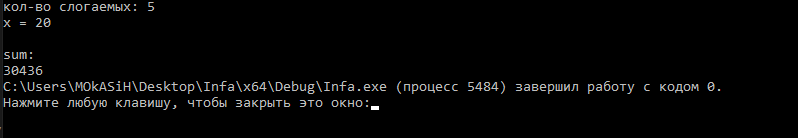 кол-во слогаемых: 5
x = 20
sum:
30436
C:\Users\MOkASiH\Desktop\Infa\x64\Debug\Infa.exe (процесс 5484) завершил работу с кодом 0.
Нажмите любую клавишу, чтобы закрыть это окно: